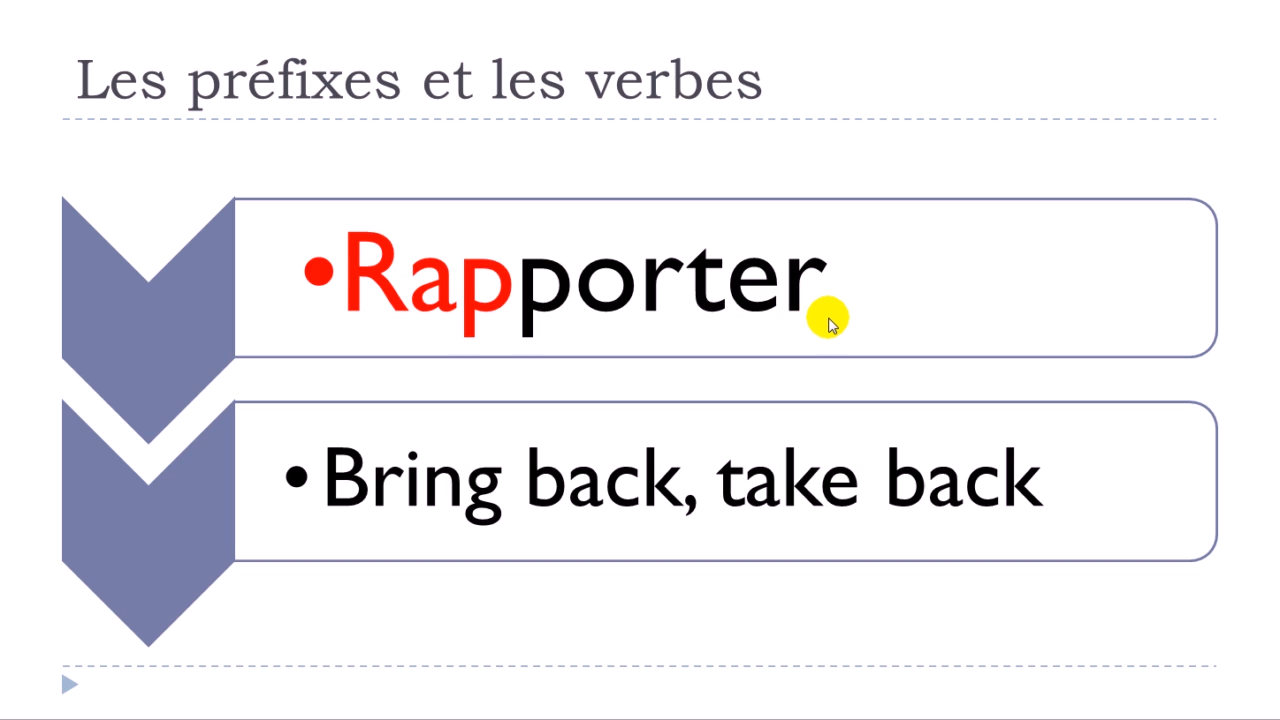 Les préfixes et les verbes
•Rapporter
•Bring back, take back